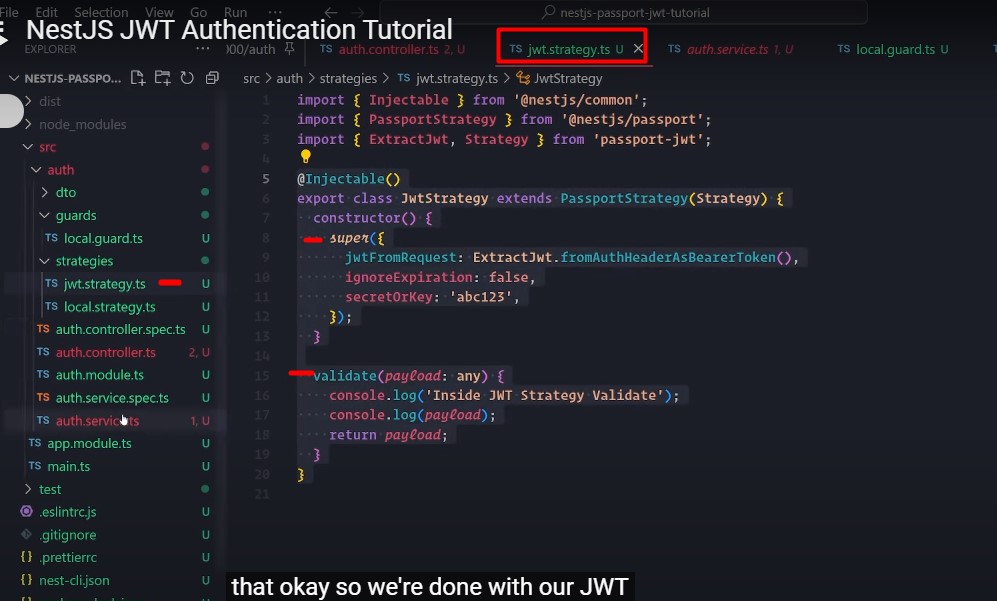 File Edit Selection View Go Run ··· nestjs-passport-jwt-tutorial
NestJS JWT Authentication Tutorial
EXPLORER ··· 000/auth TS auth.controller.ts 2, U TS jwt.strategy.ts U TS auth.service.ts 1, U TS local.guard.ts U
NESTJS-PASSPO... src > auth > strategies > TS jwt.strategy.ts > JwtStrategy
dist
node_modules
src
auth
dto
guards
TS local.guard.ts U
strategies
TS jwt.strategy.ts U
TS local.strategy.ts U
TS auth.controller.spec.ts U
TS auth.controller.ts 2, U
TS auth.module.ts U
TS auth.service.spec.ts U
TS auth.service.ts 1, U
TS app.module.ts U
TS main.ts U
test
.eslintrc.js U
.gitignore U
{} .prettierrc U
{} nest-cli.json U
1 import { Injectable } from '@nestjs/common';
2 import { PassportStrategy } from '@nestjs/passport';
3 import { ExtractJwt, Strategy } from 'passport-jwt';
4
5 @Injectable()
6 export class JwtStrategy extends PassportStrategy(Strategy) {
7 constructor() {
8 super({
9 jwtFromRequest: ExtractJwt.fromAuthHeaderAsBearerToken(),
10 ignoreExpiration: false,
11 secretOrKey: 'abc123',
12 });
13 }
14
15 validate(payload: any) {
16 console.log('Inside JWT Strategy Validate');
17 console.log(payload);
18 return payload;
19 }
20 }
21
that okay so we're done with our JWT